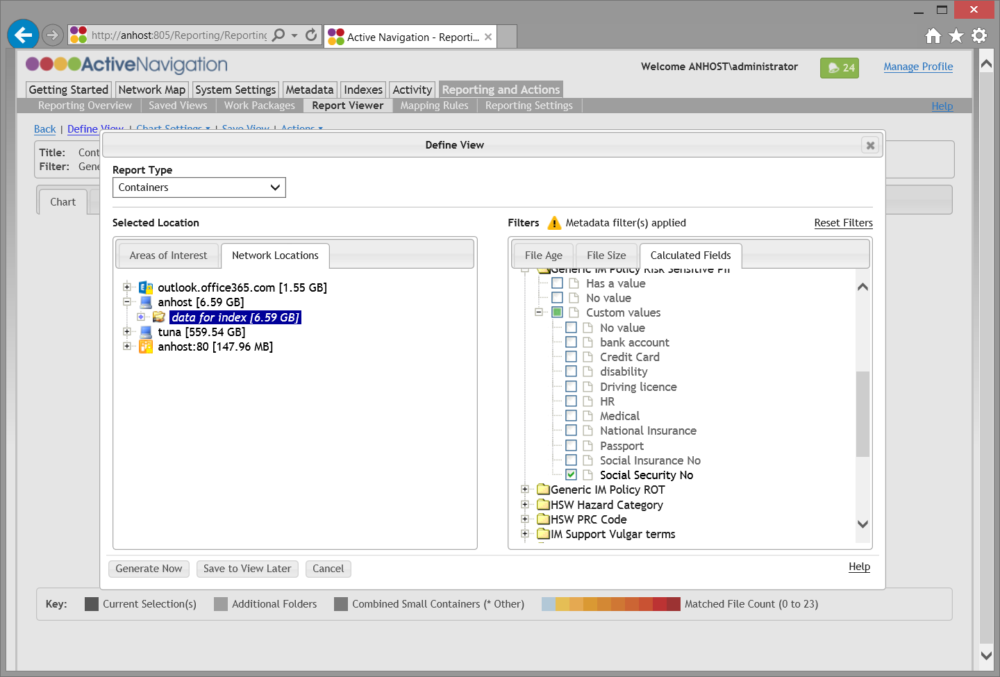 http://anhost:805/Reporting/Reporting
Active Navigation - Reporti...
ActiveNavigation
Welcome ANHOST\administrator
24
Manage Profile
Getting Started Network Map System Settings Metadata Indexes Activity Reporting and Actions
Reporting Overview Saved Views Work Packages Report Viewer Mapping Rules Reporting Settings Help
Back | Define View | Chart Settings | Save View | Actions
Define View
Title: Cont
Filter: Gene
Chart
Report Type
Containers
Selected Location
Filters Metadata filter(s) applied Reset Filters
Areas of Interest Network Locations
File Age File Size Calculated Fields
outlook.office365.com [1.55 GB]
anhost [6.59 GB]
data for index [6.59 GB]
tuna [559.54 GB]
anhost:80 [147.96 MB]
Generic IM Policy Risk Sensitive PII
Has a value
No value
Custom values
No value
bank account
Credit Card
disability
Driving licence
HR
Medical
National Insurance
Passport
Social Insurance No
Social Security No
Generic IM Policy ROT
HSW Hazard Category
HSW PRC Code
IM Support Vulgar terms
Generate Now Save to View Later Cancel Help
Key: Current Selection(s) Additional Folders Combined Small Containers (* Other) Matched File Count (0 to 23)